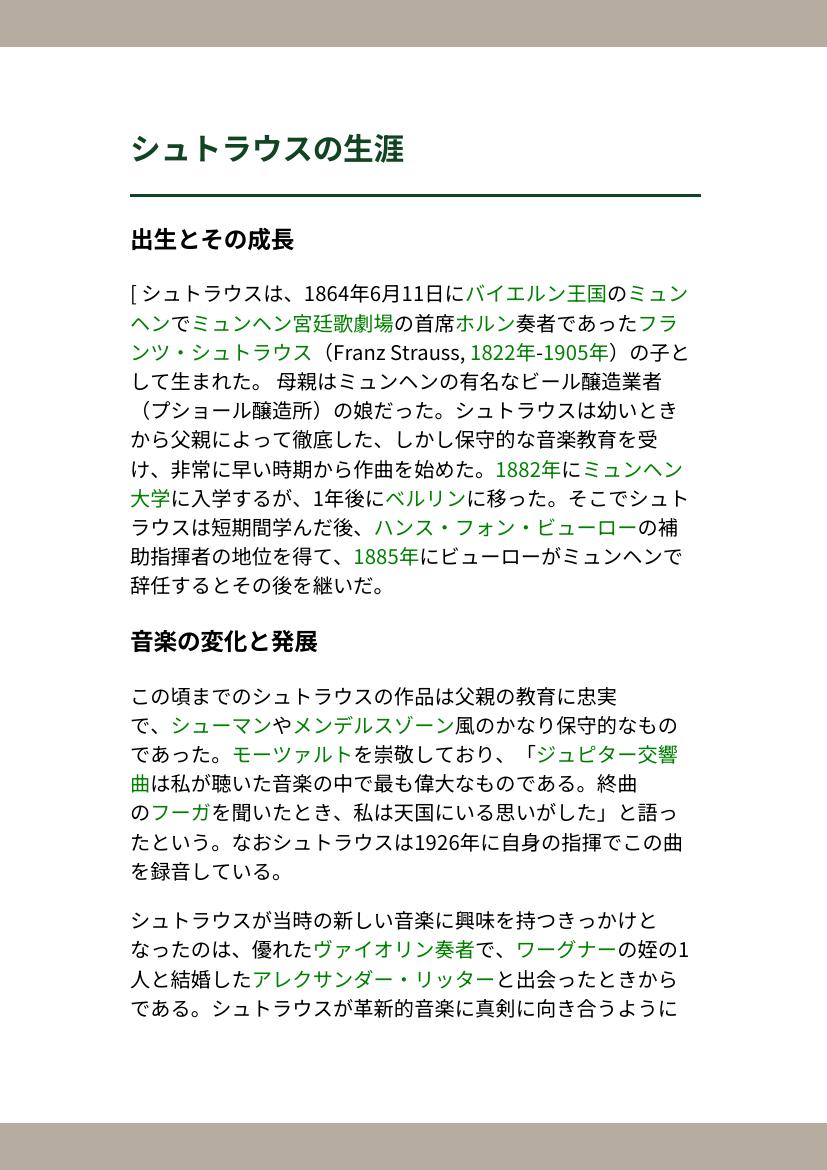 シュトラウスの生涯
出生とその成長
[ シュトラウスは、1864年6月11日にバイエルン王国のミュン
ヘンでミュンヘン宮廷歌劇場の首席ホルン奏者であったフラ
ンツ・シュトラウス（Franz Strauss, 1822年-1905年）の子と
して生まれた。 母親はミュンヘンの有名なビール醸造業者
（プショール醸造所）の娘だった。シュトラウスは幼いとき
から父親によって徹底した、しかし保守的な音楽教育を受
け、非常に早い時期から作曲を始めた。1882年にミュンヘン
大学に入学するが、1年後にベルリンに移った。そこでシュト
ラウスは短期間学んだ後、ハンス・フォン・ビューローの補
助指揮者の地位を得て、1885年にビューローがミュンヘンで
辞任するとその後を継いだ。
音楽の変化と発展
この頃までのシュトラウスの作品は父親の教育に忠実
で、シューマンやメンデルスゾーン風のかなり保守的なもの
であった。モーツァルトを崇敬しており、「ジュピター交響
曲は私が聴いた音楽の中で最も偉大なものである。終曲
のフーガを聞いたとき、私は天国にいる思いがした」と語っ
たという。なおシュトラウスは1926年に自身の指揮でこの曲
を録音している。
シュトラウスが当時の新しい音楽に興味を持つきっかけと
なったのは、優れたヴァイオリン奏者で、ワーグナーの姪の1
人と結婚したアレクサンダー・リッターと出会ったときから
である。シュトラウスが革新的音楽に真剣に向き合うように